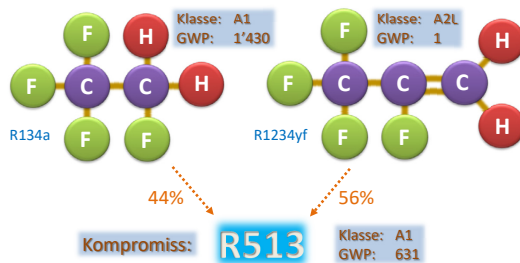 Klasse: A1
GWP: 1'430
F
H
F
C
C
H
F
F
R134a
Klasse: A2L
GWP: 1
F
H
F
C
C
C
F
F
H
R1234yf
44%
56%
Kompromiss:
R513
Klasse: A1
GWP: 631